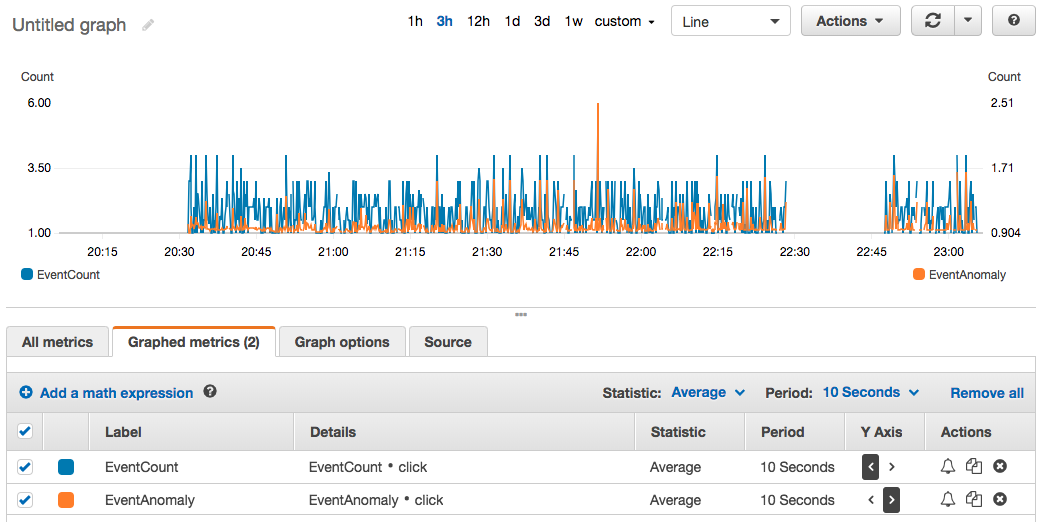 Untitled graph
1h 3h 12h 1d 3d 1w custom Line Actions ?
Count Count
6.00 2.51
3.50 1.71
1.00 0.904
20:15 20:30 20:45 21:00 21:15 21:30 21:45 22:00 22:15 22:30 22:45 23:00
EventCount EventAnomaly
All metrics Graphed metrics (2) Graph options Source
Add a math expression ? Statistic: Average Period: 10 Seconds Remove all
Label Details Statistic Period Y Axis Actions
EventCount EventCount • click Average 10 Seconds < >
EventAnomaly EventAnomaly • click Average 10 Seconds < >